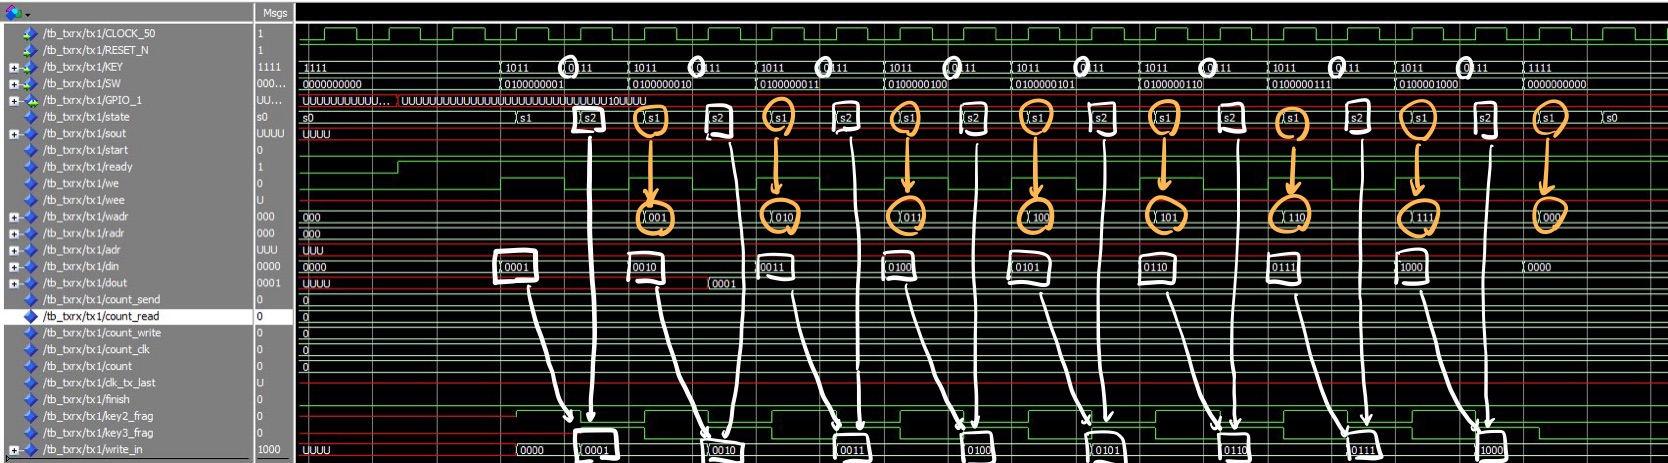 Msgs
/tb_txrx/tx1/CLOCK_50 1
/tb_txrx/tx1/RESET_N 1
/tb_txrx/tx1/KEY 1111 1111 1011 0111 1011 0111 1011 0111 1011 0111 1011 0111 1011 0111 1011 0111 1011 0111 1111
/tb_txrx/tx1/SW 000... 0000000000 0100000001 0100000010 0100000011 0100000100 0100000101 0100000110 0100000111 0100001000 0000000000
/tb_txrx/tx1/GPIO_1 UU...
/tb_txrx/tx1/state s0 s0 s1 s2 s1 s2 s1 s2 s1 s2 s1 s2 s1 s2 s1 s2 s1 s2 s1 s0
/tb_txrx/tx1/sout UUUU UUUU
/tb_txrx/tx1/start 0
/tb_txrx/tx1/ready 1
/tb_txrx/tx1/we 0
/tb_txrx/tx1/wee U
/tb_txrx/tx1/wadr 000 000 001 010 011 100 101 110 111 000
/tb_txrx/tx1/radr 000 000
/tb_txrx/tx1/adr UUU UUU
/tb_txrx/tx1/din 0000 0000 0001 0010 0011 0100 0101 0110 0111 1000 0000
/tb_txrx/tx1/dout 0001 UUUU 0001
/tb_txrx/tx1/count_send 0 0
/tb_txrx/tx1/count_read 0 0
/tb_txrx/tx1/count_write 0 0
/tb_txrx/tx1/count_clk 0 0
/tb_txrx/tx1/count 0 0
/tb_txrx/tx1/clk_tx_last U
/tb_txrx/tx1/finish 0
/tb_txrx/tx1/key2_frag 0
/tb_txrx/tx1/key3_frag 0
/tb_txrx/tx1/write_in 1000 UUUU 0000 0001 0010 0011 0100 0101 0110 0111 1000